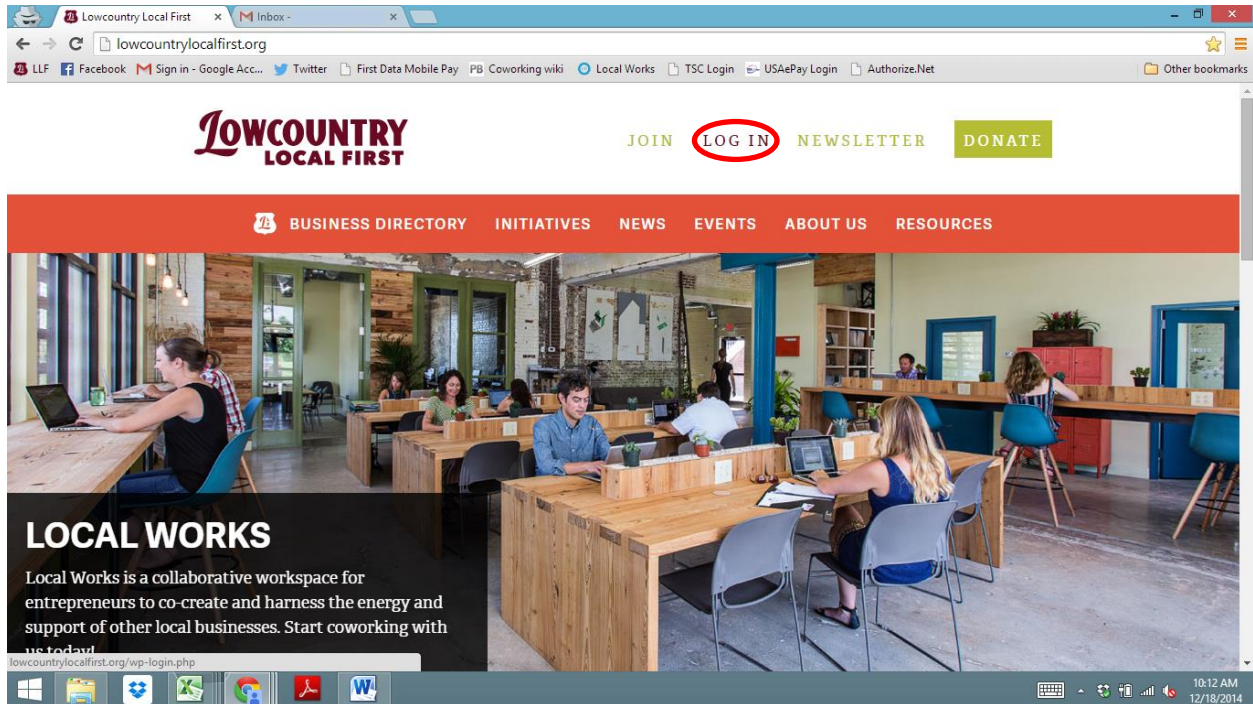 Lowcountry Local First
Inbox -
lowcountrylocalfirst.org
LLF Facebook Sign in - Google Acc... Twitter First Data Mobile Pay PB Coworking wiki Local Works TSC Login USAePay Login Authorize.Net Other bookmarks
LOWCOUNTRY
LOCAL FIRST
JOIN LOG IN NEWSLETTER DONATE
BUSINESS DIRECTORY INITIATIVES NEWS EVENTS ABOUT US RESOURCES
LOCAL WORKS
Local Works is a collaborative workspace for
entrepreneurs to co-create and harness the energy and
support of other local businesses. Start coworking with
us today!
lowcountrylocalfirst.org/wp-login.php
10:12 AM
12/18/2014